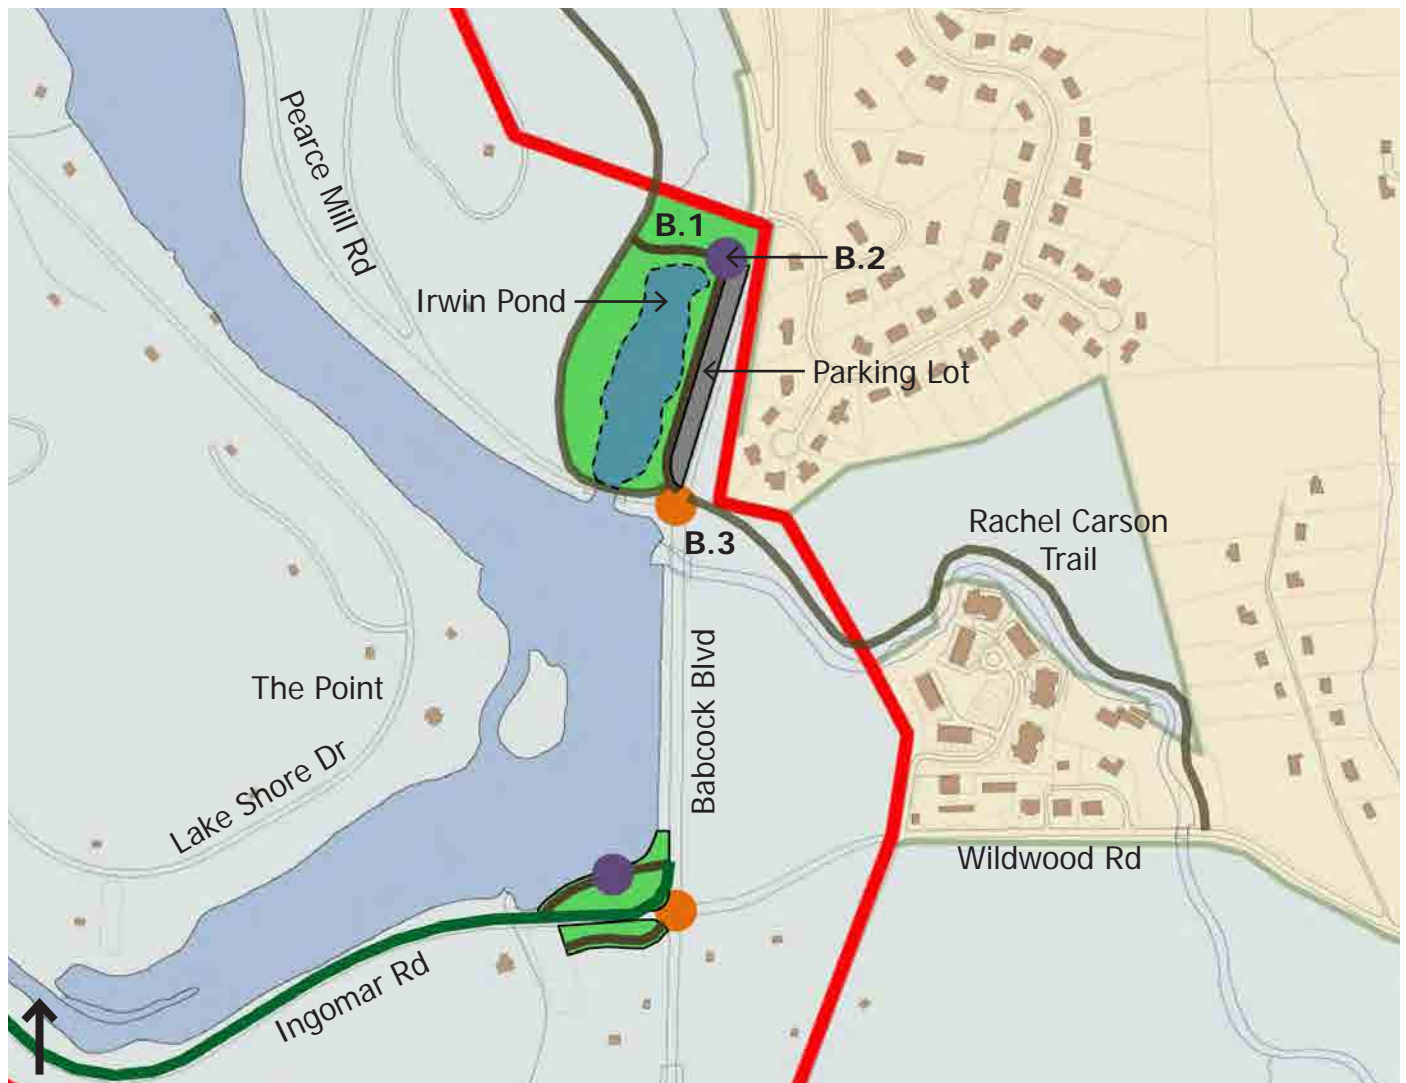 Pearce Mill Rd
B.1
B.2
Irwin Pond
Parking Lot
Rachel Carson
Trail
B.3
Babcock Blvd
The Point
Lake Shore Dr
Wildwood Rd
Ingomar Rd